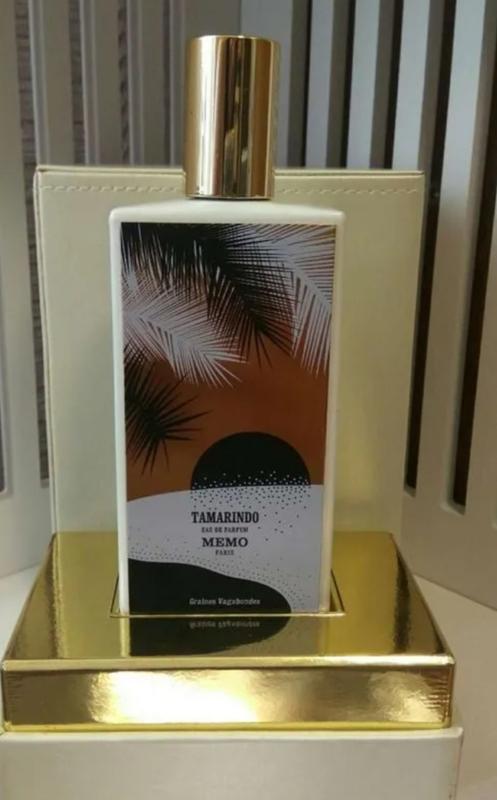 TAMARINDO
EAU DE PARFUM
MEMO
PARIS
Graines Vagabondes